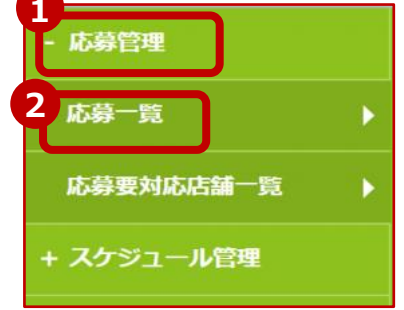 1
- 応募管理
2
応募一覧
応募要対応店舗一覧
+ スケジュール管理